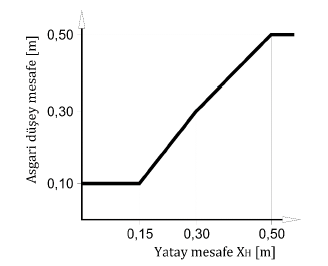 Asgari düşey mesafe [m]
0,50
0,30
0,10
0,15 0,30 0,50
Yatay mesafe XH [m]